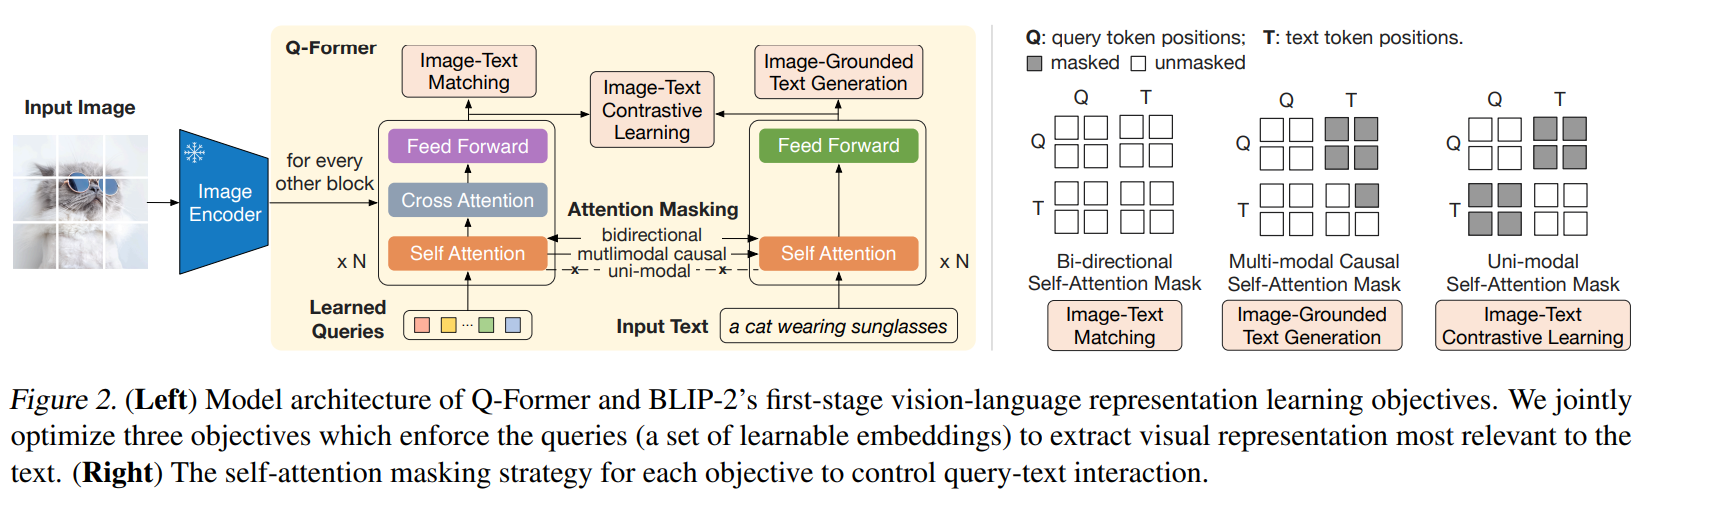 Q-Former
Input Image
Image
Encoder
for every
other block
Image-Text
Matching
Image-Text
Contrastive
Learning
Image-Grounded
Text Generation
Feed Forward
Cross Attention
Self Attention
x N
Attention Masking
bidirectional
mutlimodal causal
uni-modal
Feed Forward
Self Attention
x N
Learned
Queries
...
Input Text
a cat wearing sunglasses
Q: query token positions; T: text token positions.
masked unmasked
Q T
Q
T
Bi-directional
Self-Attention Mask
Image-Text
Matching
Q T
Q
T
Multi-modal Causal
Self-Attention Mask
Image-Grounded
Text Generation
Q T
Q
T
Uni-modal
Self-Attention Mask
Image-Text
Contrastive Learning
Figure 2. (Left) Model architecture of Q-Former and BLIP-2's first-stage vision-language representation learning objectives. We jointly
optimize three objectives which enforce the queries (a set of learnable embeddings) to extract visual representation most relevant to the
text. (Right) The self-attention masking strategy for each objective to control query-text interaction.